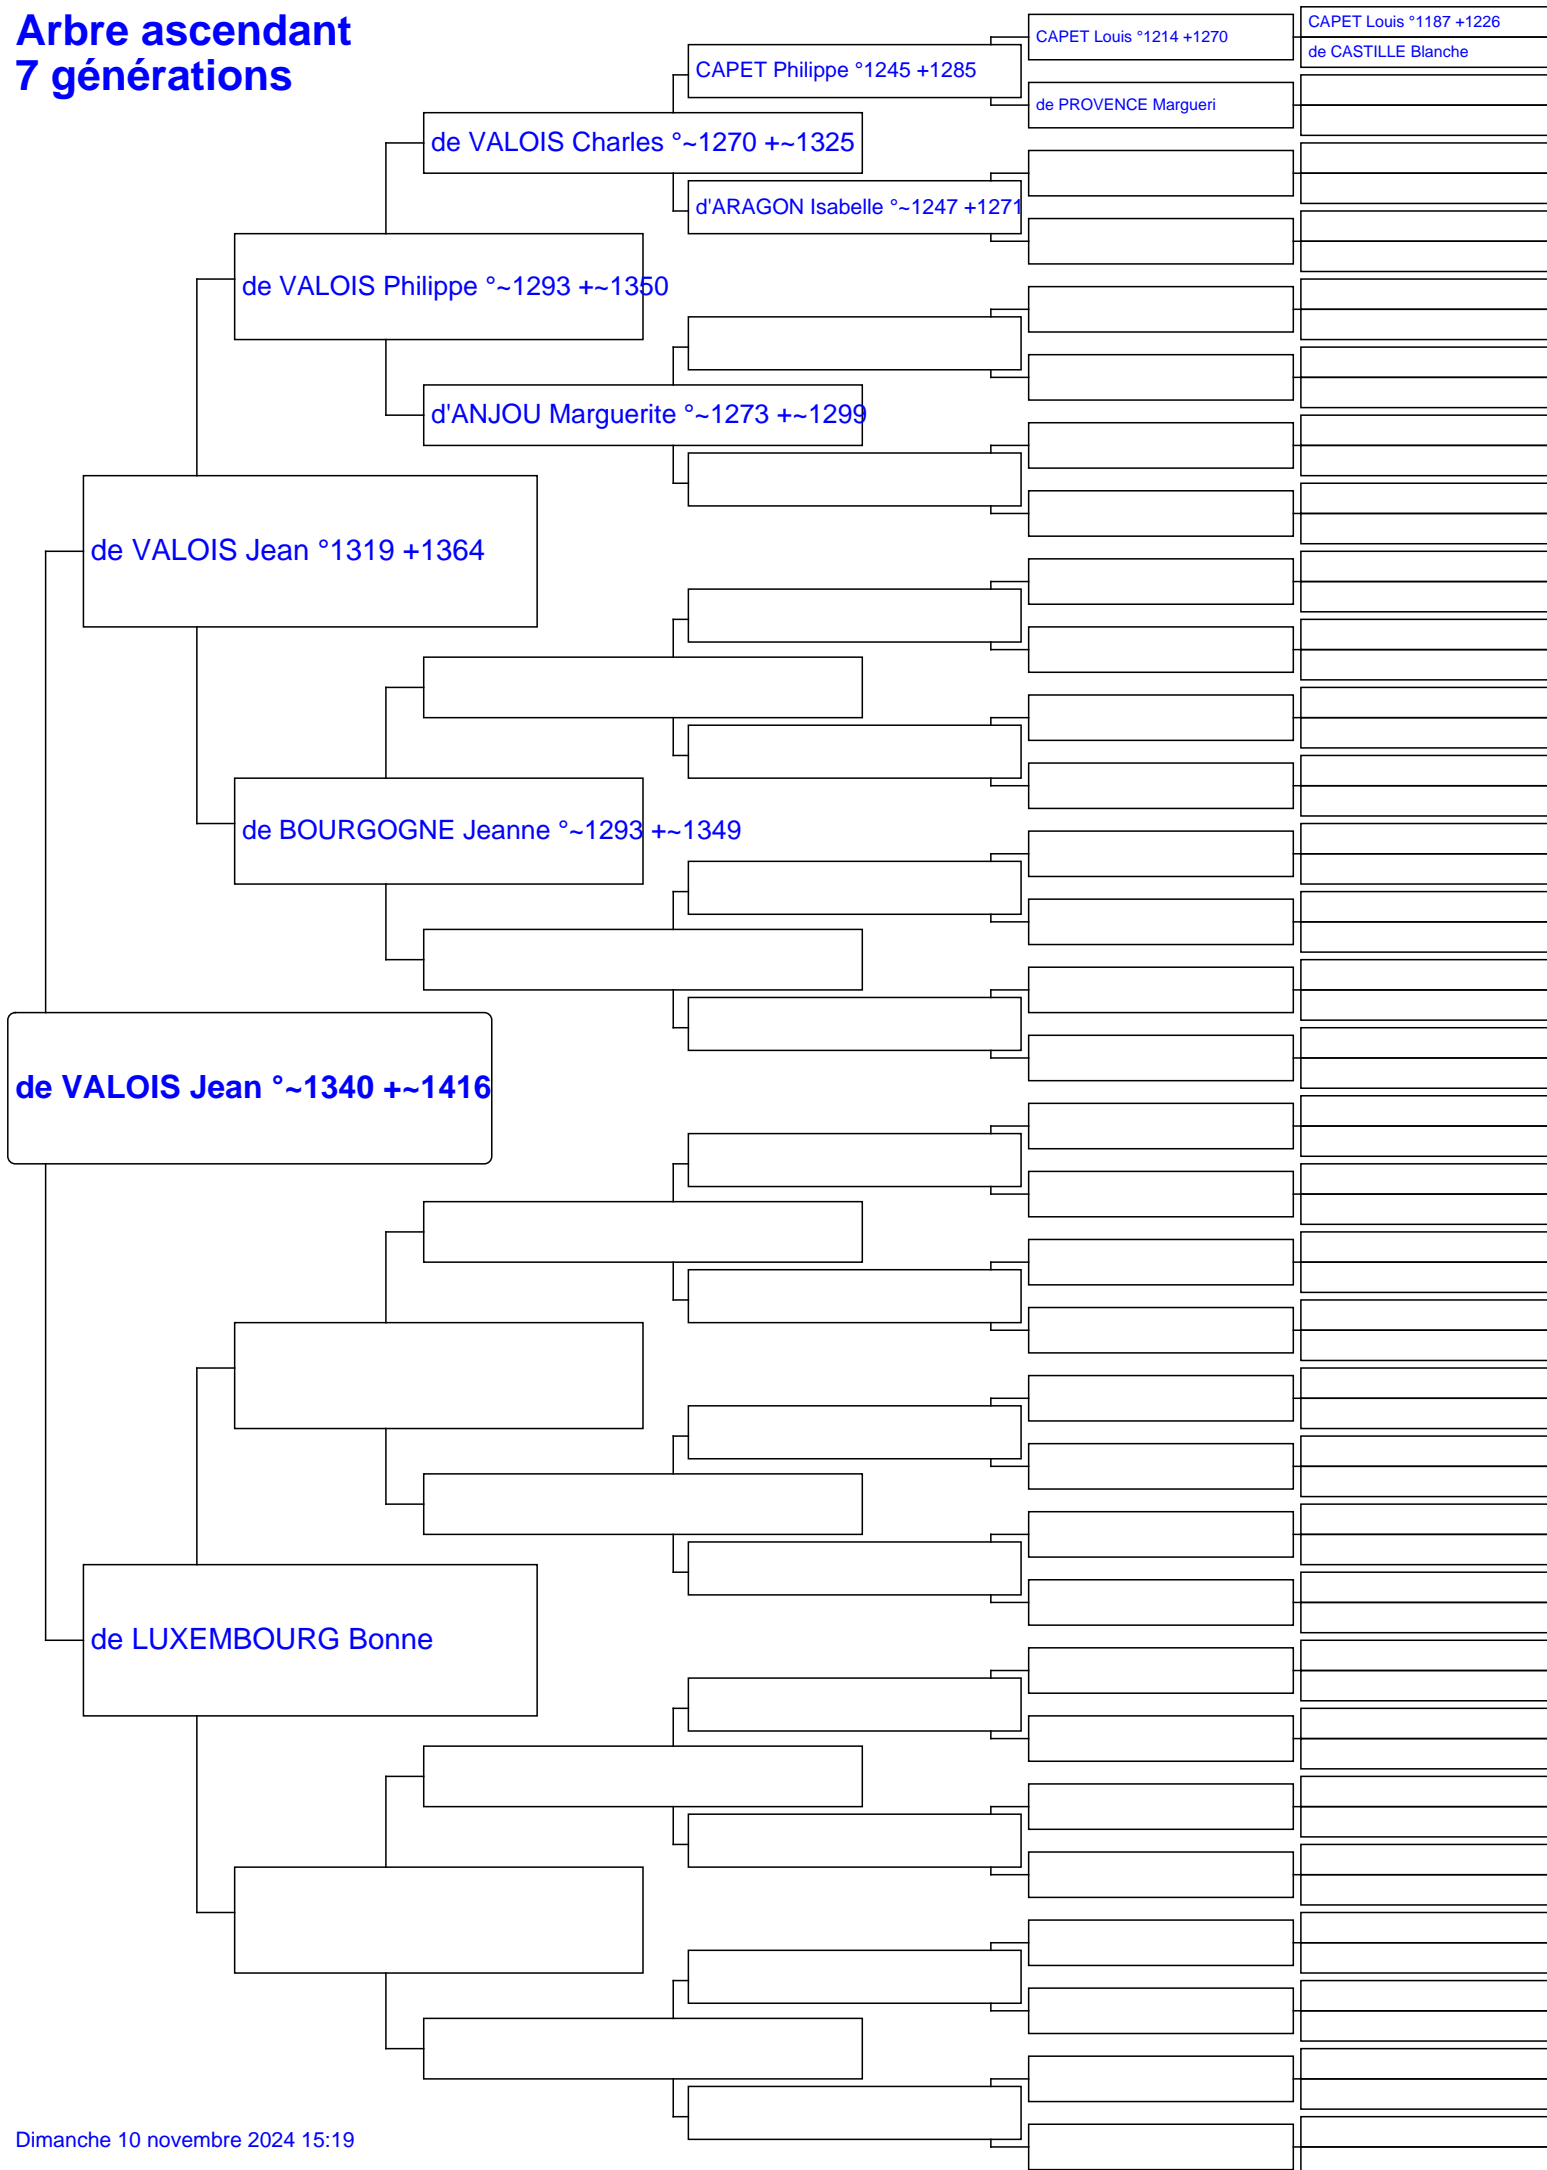 Arbre ascendant
7 générations
CAPET Louis °1187 +1226
CAPET Louis °1214 +1270
de CASTILLE Blanche
CAPET Philippe °1245 +1285
de PROVENCE Margueri
de VALOIS Charles °~1270 +~1325
d'ARAGON Isabelle °~1247 +1271
de VALOIS Philippe °~1293 +~1350
d'ANJOU Marguerite °~1273 +~1299
de VALOIS Jean °1319 +1364
de BOURGOGNE Jeanne °~1293 +~1349
de VALOIS Jean °~1340 +~1416
de LUXEMBOURG Bonne
Dimanche 10 novembre 2024 15:19